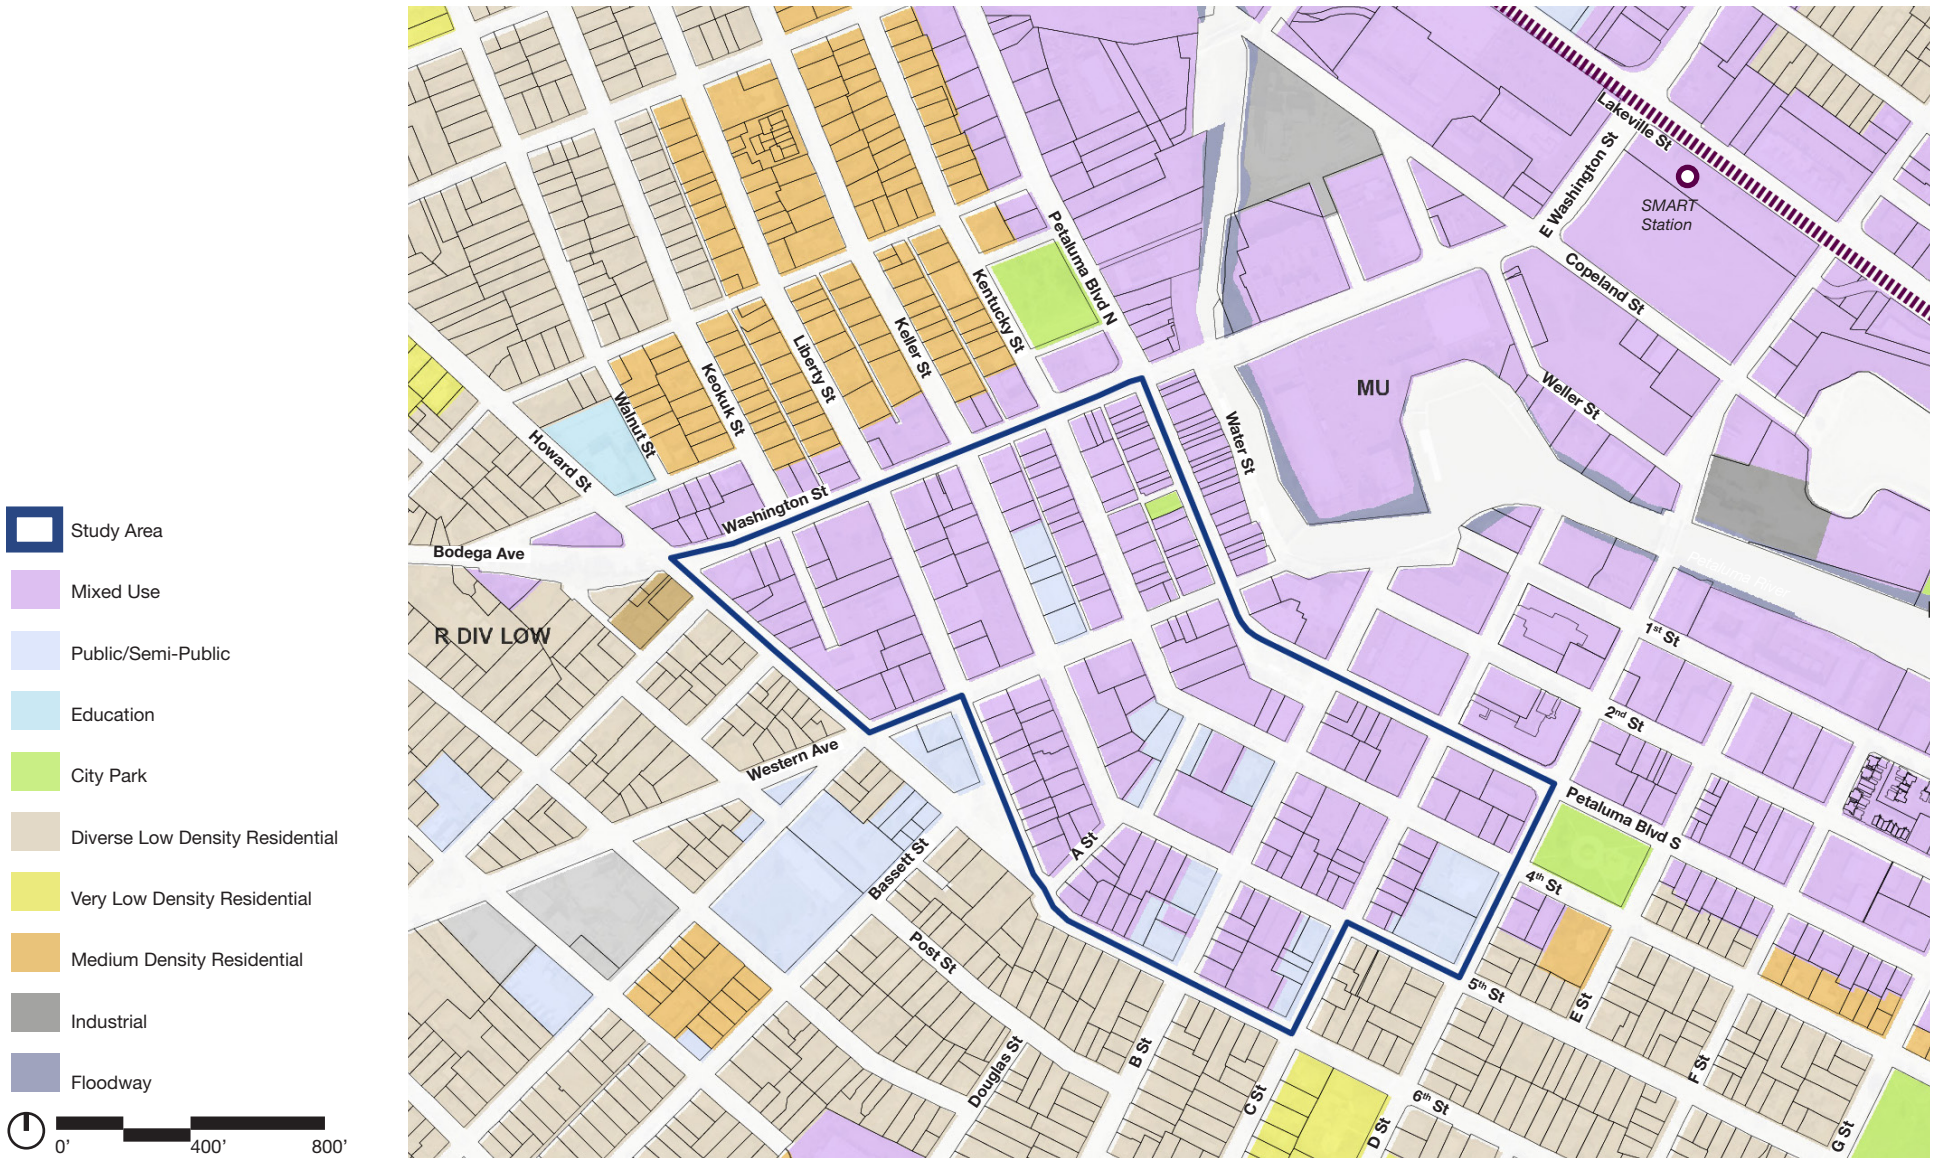 Study Area
Mixed Use
Public/Semi-Public
Education
City Park
Diverse Low Density Residential
Very Low Density Residential
Medium Density Residential
Industrial
Floodway
0'
400'
800'
Lakeville St
E Washington St
SMART
Station
Petaluma Blvd N
Copeland St
Kentucky St
Keller St
Liberty St
Keokuk St
Walnut St
Howard St
Weller St
MU
Water St
Washington St
Bodega Ave
R DIV LOW
Petaluma River
1st St
2nd St
Western Ave
Petaluma Blvd S
A St
Bassett St
4th St
Post St
5th St
E St
Douglas St
B St
C St
D St
6th St
F St
G St